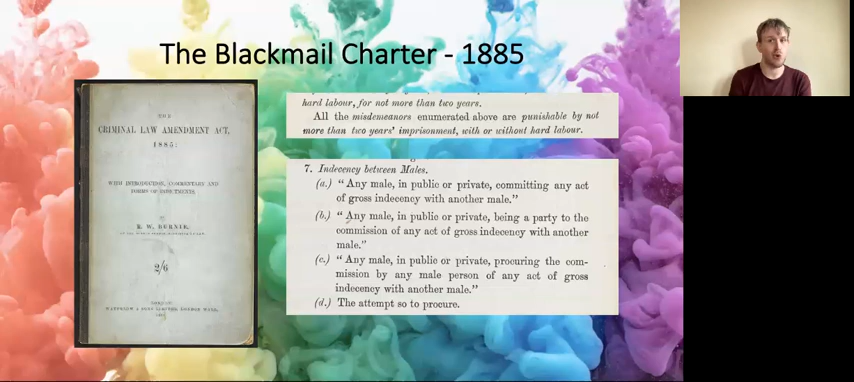 The Blackmail Charter - 1885
THE
CRIMINAL LAW AMENDMENT ACT,
1885:
WITH INTRODUCTION, COMMENTARY AND
FORMS OF INDICTMENTS
2/6
hard labour, for not more than two years.
All the misdemeanors enumerated above are punishable by not
more than two years' imprisonment, with or without hard labour.
7. Indecency between Males.
(a.) “Any male, in public or private, committing any act
of gross indecency with another male.”
(b.) “Any male, in public or private, being a party to the
commission of any act of gross indecency with another
male.”
(c.) “Any male, in public or private, procuring the com-
mission by any male person of any act of gross
indecency with another male.”
(d.) The attempt so to procure.